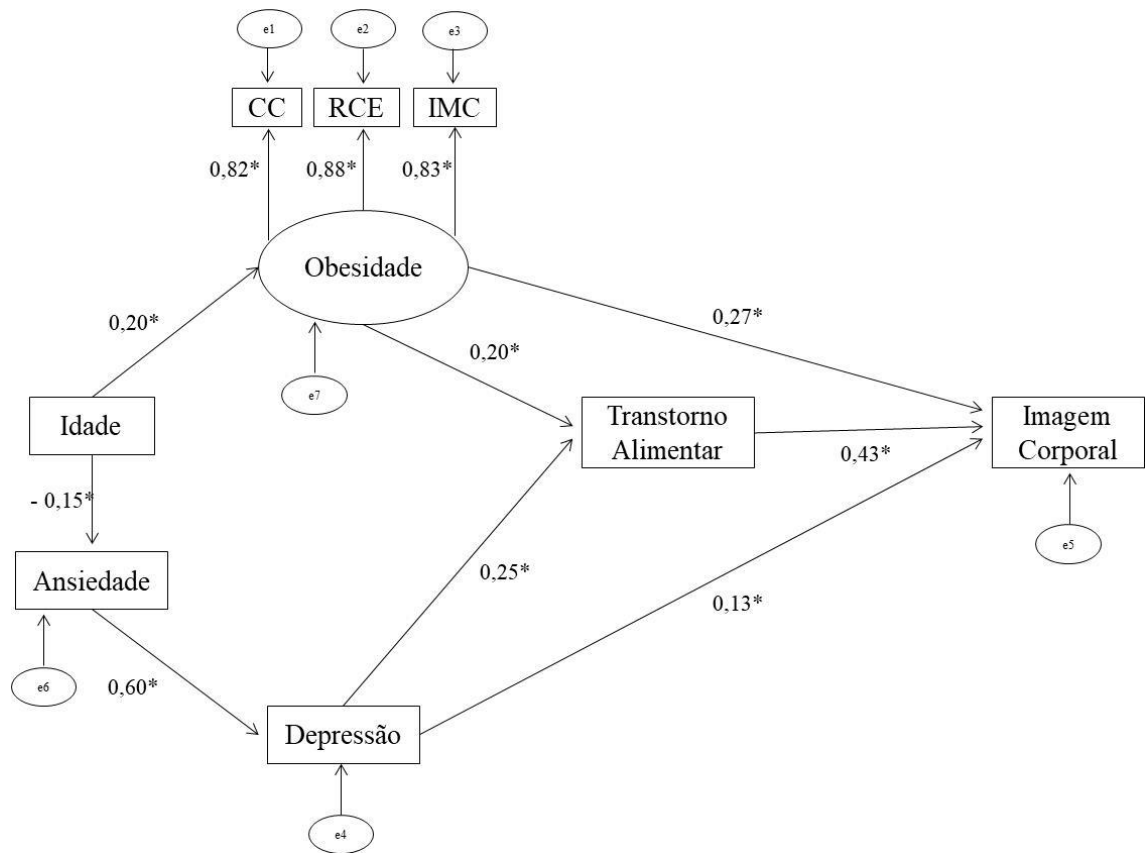 e1
e2
e3
CC
RCE
IMC
0,82*
0,88*
0,83*
Obesidade
0,20*
0,27*
0,20*
e7
Idade
Transtorno
Alimentar
Imagem
Corporal
0,43*
- 0,15*
Ansiedade
0,25*
e5
0,13*
e6
0,60*
Depressão
e4